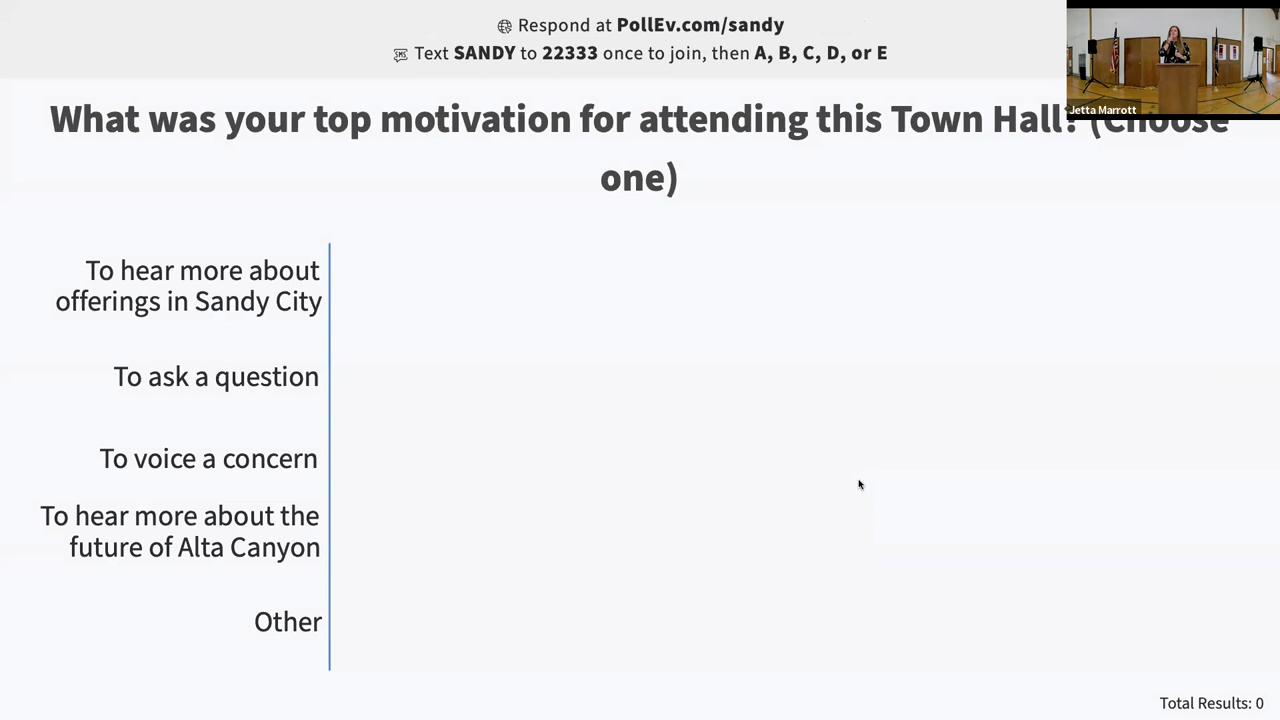 Respond at PollEv.com/sandy
Text SANDY to 22333 once to join, then A, B, C, D, or E
Jetta Marrott
What was your top motivation for attending this Town Hall? (Choose
one)
To hear more about
offerings in Sandy City
To ask a question
To voice a concern
To hear more about the
future of Alta Canyon
Other
Total Results: 0